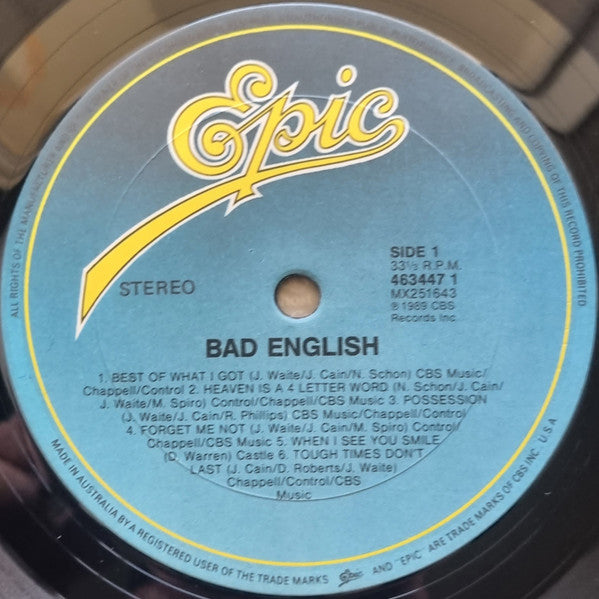 Epic
STEREO
SIDE 1
33⅓ R.P.M.
463447 1
MX251643
℗ 1989 CBS
Records Inc.
BAD ENGLISH
1. BEST OF WHAT I GOT (J. Waite/J. Cain/N. Schon) CBS Music/
Chappell/Control 2. HEAVEN IS A 4 LETTER WORD (N. Schon/J. Cain/
J. Waite/M. Spiro) Control/Chappell/CBS Music 3. POSSESSION
(J. Waite/J. Cain/R. Phillips) CBS Music/Chappell/Control
4. FORGET ME NOT (J. Waite/J. Cain/M. Spiro) Control/
Chappell/CBS Music 5. WHEN I SEE YOU SMILE
(D. Warren) Castle 6. TOUGH TIMES DON'T
LAST (J. Cain/D. Roberts/J. Waite)
Chappell/Control/CBS
Music
ALL RIGHTS OF THE MANUFACTURER AND
BROADCASTING AND COPYING OF THIS RECORD PROHIBITED
MADE IN AUSTRALIA BY A REGISTERED USER OF THE TRADE MARKS Epic AND "EPIC" ARE TRADE MARKS OF CBS INC. U.S.A.